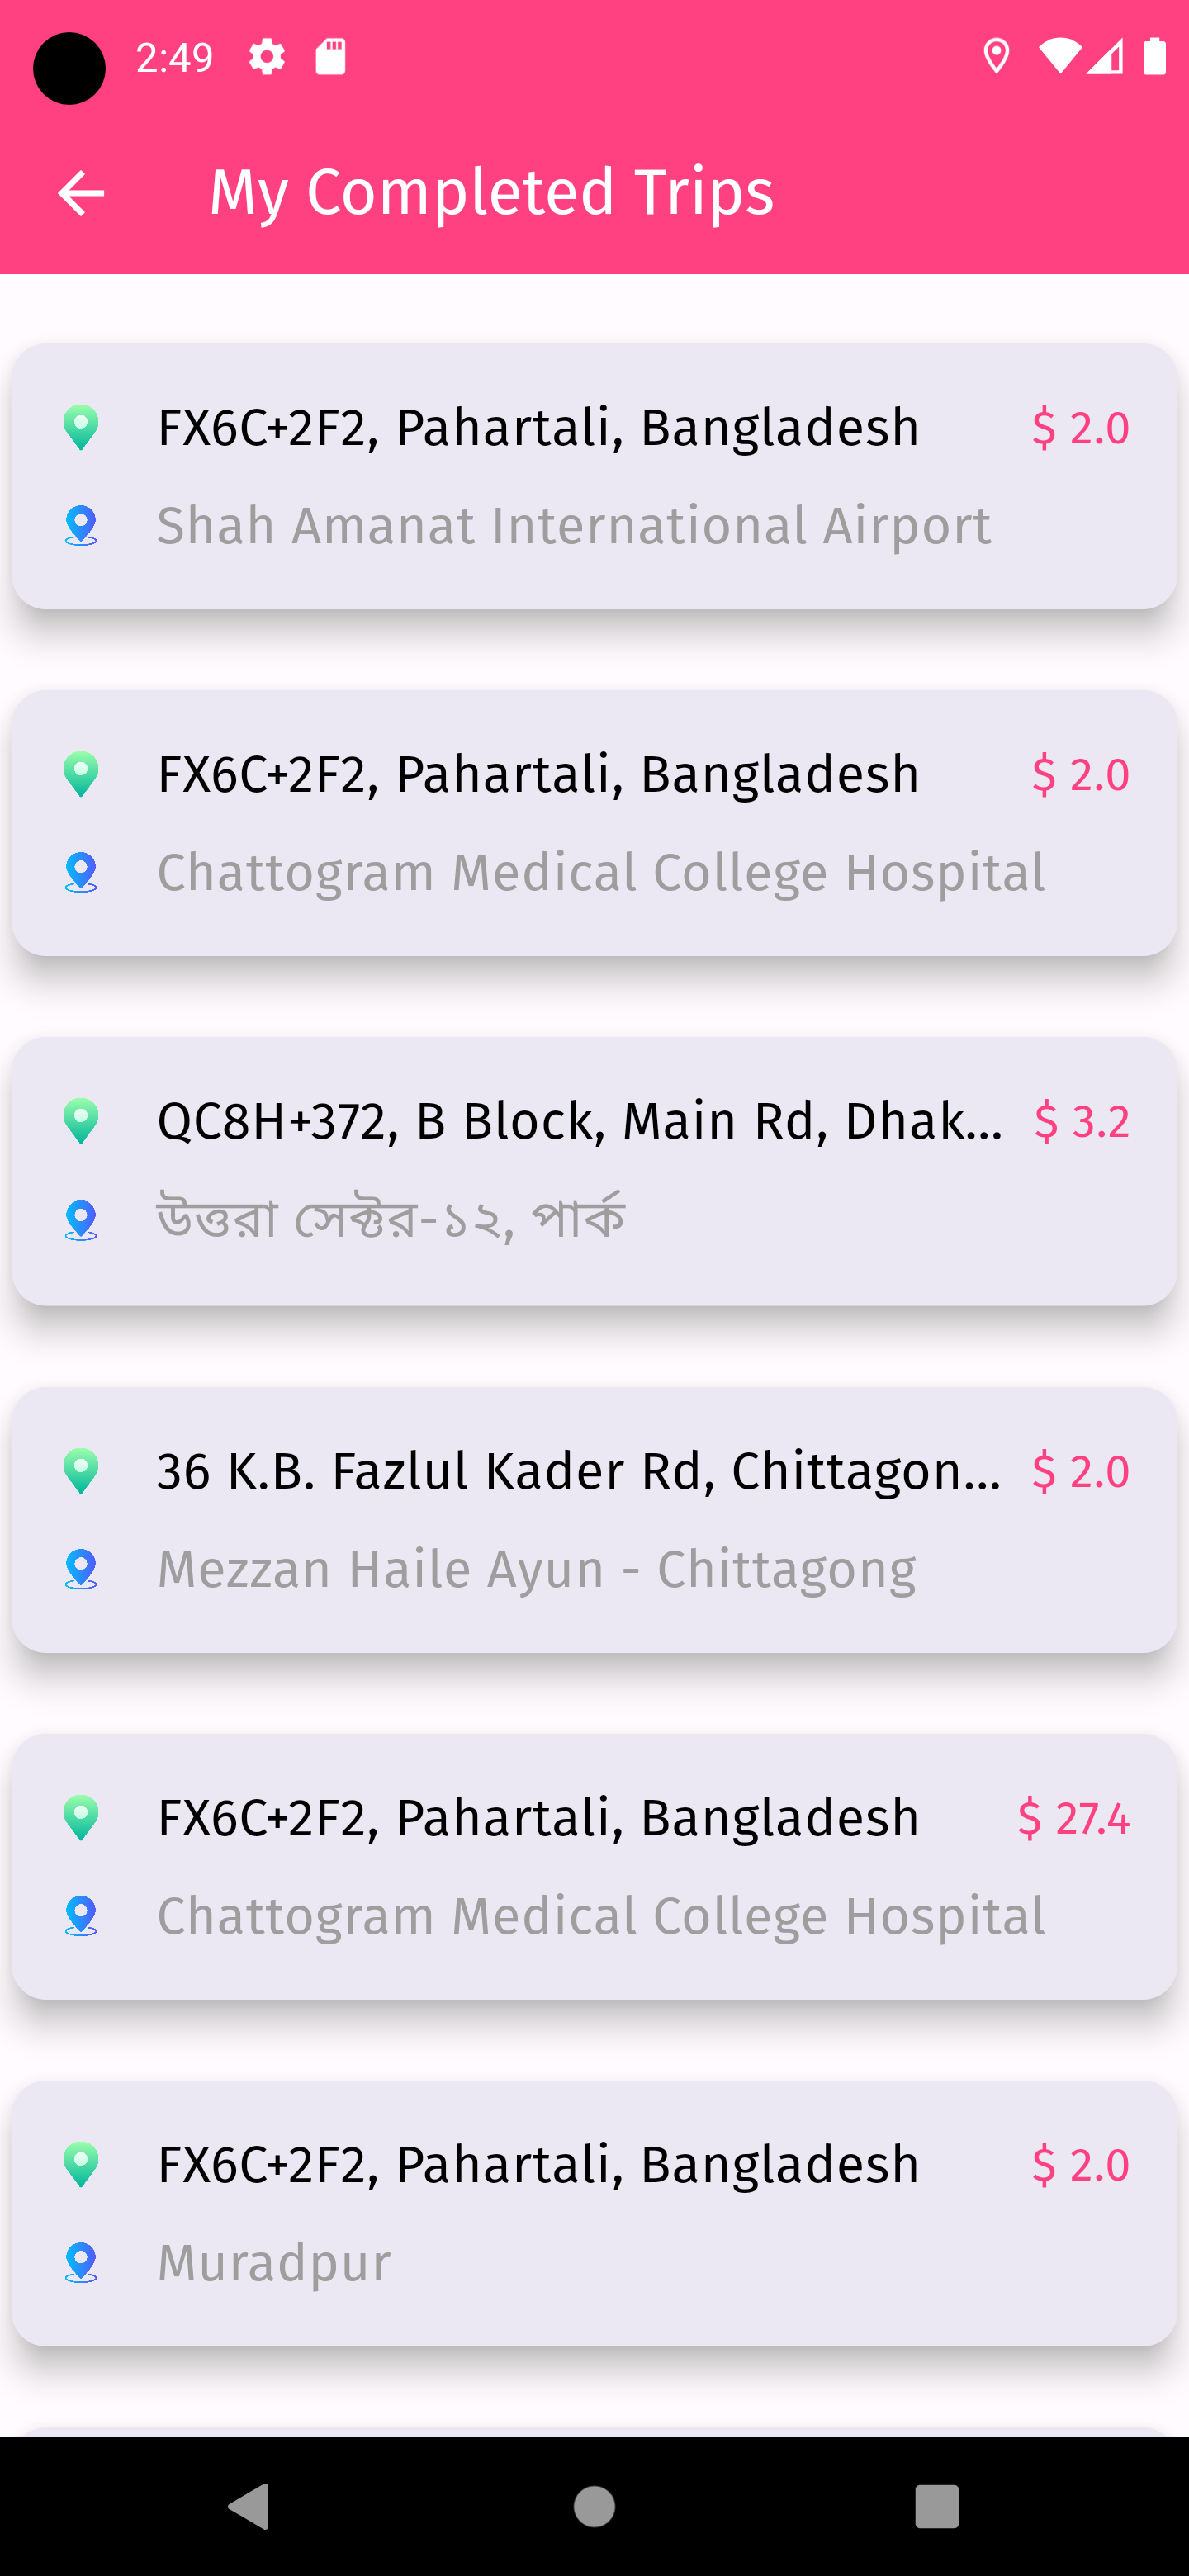 2:49
My Completed Trips
FX6C+2F2, Pahartali, Bangladesh $ 2.0
Shah Amanat International Airport
FX6C+2F2, Pahartali, Bangladesh $ 2.0
Chattogram Medical College Hospital
QC8H+372, B Block, Main Rd, Dhak... $ 3.2
উত্তরা সেক্টর-১২, পার্ক
36 K.B. Fazlul Kader Rd, Chittagon... $ 2.0
Mezzan Haile Ayun - Chittagong
FX6C+2F2, Pahartali, Bangladesh $ 27.4
Chattogram Medical College Hospital
FX6C+2F2, Pahartali, Bangladesh $ 2.0
Muradpur